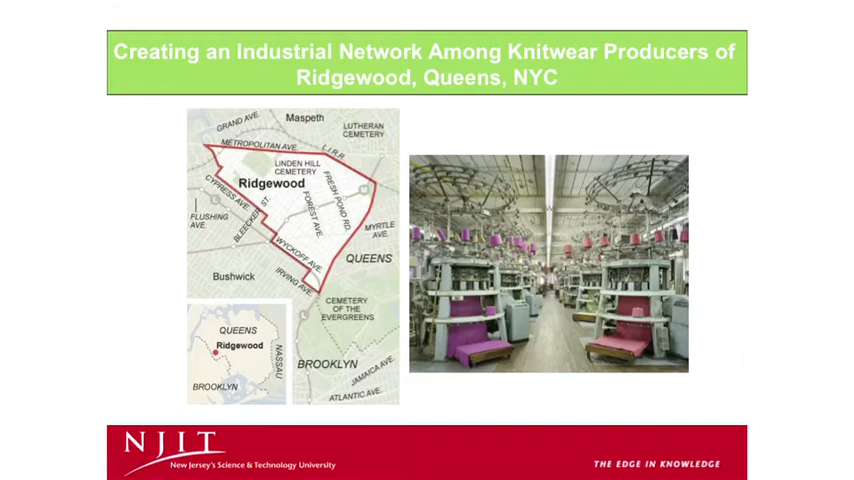 Creating an Industrial Network Among Knitwear Producers of
Ridgewood, Queens, NYC
Maspeth
GRAND AVE.
LUTHERAN
CEMETERY
METROPOLITAN AVE.
L.I.R.R.
LINDEN HILL
CEMETERY
Ridgewood
CYPRESS AVE.
FRESH POND RD.
FOREST AVE.
M
L
FLUSHING
AVE.
BLEECKER ST.
MYRTLE
AVE.
WYCKOFF AVE.
QUEENS
Bushwick
IRVING AVE.
CEMETERY
OF THE
EVERGREENS
L
QUEENS
Ridgewood
NASSAU
BROOKLYN
BROOKLYN
JAMAICA AVE.
ATLANTIC AVE.
NJIT
New Jersey's Science & Technology University
THE EDGE IN KNOWLEDGE